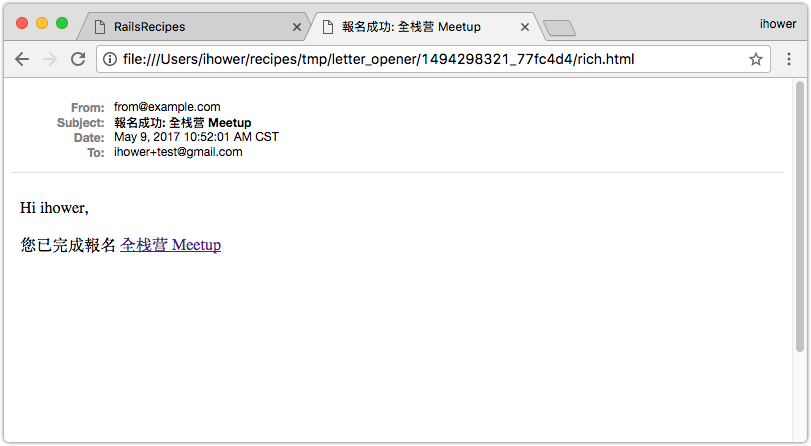 RailsRecipes
報名成功: 全栈营 Meetup
ihower
file:///Users/ihower/recipes/tmp/letter_opener/1494298321_77fc4d4/rich.html
From: from@example.com
Subject: 報名成功: 全栈营 Meetup
Date: May 9, 2017 10:52:01 AM CST
To: ihower+test@gmail.com
Hi ihower,
您已完成報名 全栈营 Meetup